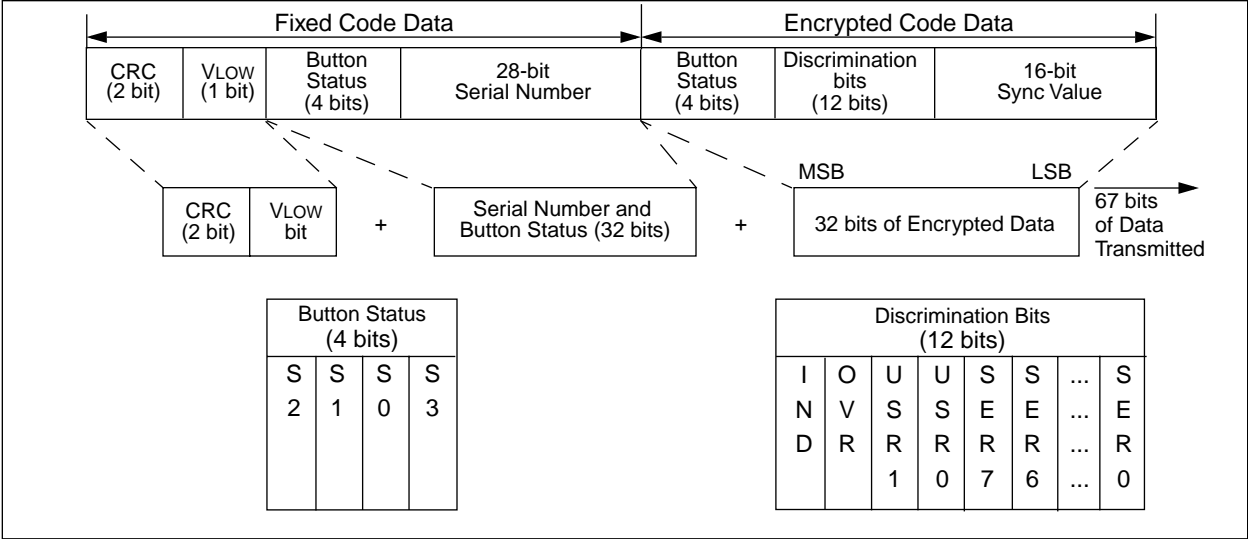 Fixed Code Data
Encrypted Code Data
CRC
(2 bit)
VLOW
(1 bit)
Button
Status
(4 bits)
28-bit
Serial Number
Button
Status
(4 bits)
Discrimination
bits
(12 bits)
16-bit
Sync Value
MSB
LSB
CRC
(2 bit)
VLOW
bit
+
Serial Number and
Button Status (32 bits)
+
32 bits of Encrypted Data
67 bits
of Data
Transmitted
Button Status
(4 bits)
S S S S
2 1 0 3
Discrimination Bits
(12 bits)
I O U U S S ... S
N V S S E E ... E
D R R R R R ... R
1 0 7 6 ... 0